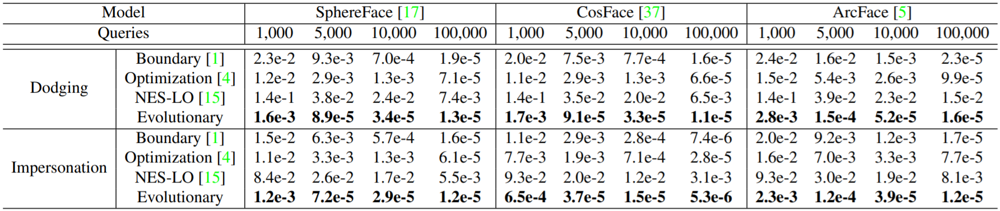 Model SphereFace [17] CosFace [37] ArcFace [5]
Queries 1,000 5,000 10,000 100,000 1,000 5,000 10,000 100,000 1,000 5,000 10,000 100,000
Dodging
Boundary [1] 2.3e-2 9.3e-3 7.0e-4 1.9e-5 2.0e-2 7.5e-3 7.7e-4 1.6e-5 2.4e-2 1.6e-2 1.5e-3 2.3e-5
Optimization [4] 1.2e-2 2.9e-3 1.3e-3 7.1e-5 1.1e-2 2.9e-3 1.3e-3 6.6e-5 1.5e-2 5.4e-3 2.6e-3 9.9e-5
NES-LO [15] 1.4e-1 3.8e-2 2.4e-2 7.4e-3 1.4e-1 3.5e-2 2.0e-2 6.5e-3 1.4e-1 3.9e-2 2.3e-2 1.5e-2
Evolutionary 1.6e-3 8.9e-5 3.4e-5 1.3e-5 1.7e-3 9.1e-5 3.3e-5 1.1e-5 2.8e-3 1.5e-4 5.2e-5 1.6e-5
Impersonation
Boundary [1] 1.5e-2 6.3e-3 5.7e-4 1.6e-5 1.1e-2 2.9e-3 2.8e-4 7.4e-6 2.0e-2 9.2e-3 1.2e-3 1.7e-5
Optimization [4] 1.1e-2 3.3e-3 1.3e-3 6.1e-5 7.7e-3 1.9e-3 7.1e-4 2.8e-5 1.6e-2 7.0e-3 3.3e-3 7.7e-5
NES-LO [15] 8.4e-2 2.6e-2 1.7e-2 5.5e-3 9.3e-2 2.0e-2 1.2e-2 3.1e-3 9.3e-2 3.0e-2 1.9e-2 8.1e-3
Evolutionary 1.2e-3 7.2e-5 2.9e-5 1.2e-5 6.5e-4 3.7e-5 1.5e-5 5.3e-6 2.3e-3 1.2e-4 3.9e-5 1.2e-5